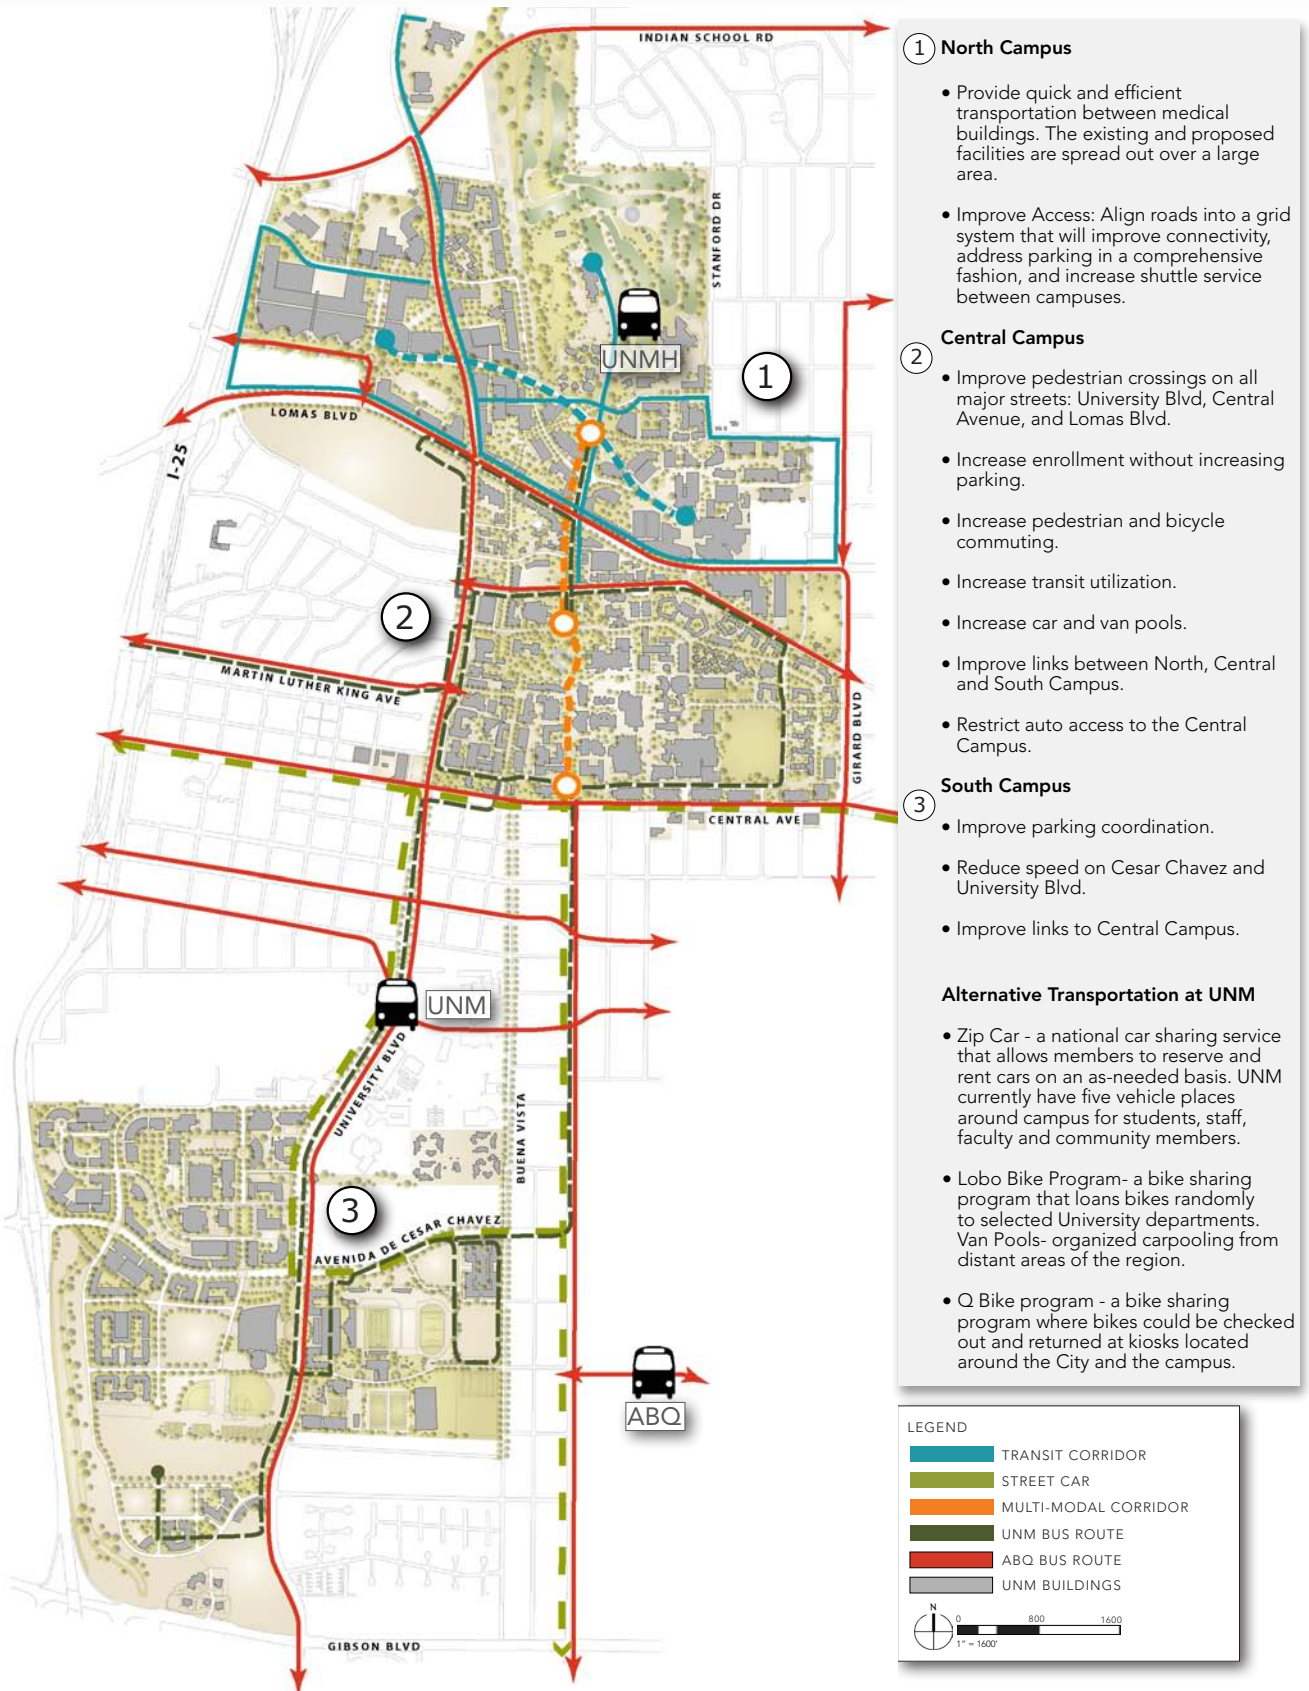 INDIAN SCHOOL RD
STANFORD DR
UNMH
1
LOMAS BLVD
I-25
2
MARTIN LUTHER KING AVE
GIRARD BLVD
CENTRAL AVE
UNM
UNIVERSITY BLVD
BUENA VISTA
3
AVENIDA DE CESAR CHAVEZ
ABQ
GIBSON BLVD
1 North Campus
• Provide quick and efficient
transportation between medical
buildings. The existing and proposed
facilities are spread out over a large
area.
• Improve Access: Align roads into a grid
system that will improve connectivity,
address parking in a comprehensive
fashion, and increase shuttle service
between campuses.
Central Campus
2
• Improve pedestrian crossings on all
major streets: University Blvd, Central
Avenue, and Lomas Blvd.
• Increase enrollment without increasing
parking.
• Increase pedestrian and bicycle
commuting.
• Increase transit utilization.
• Increase car and van pools.
• Improve links between North, Central
and South Campus.
• Restrict auto access to the Central
Campus.
South Campus
3
• Improve parking coordination.
• Reduce speed on Cesar Chavez and
University Blvd.
• Improve links to Central Campus.
Alternative Transportation at UNM
• Zip Car - a national car sharing service
that allows members to reserve and
rent cars on an as-needed basis. UNM
currently have five vehicle places
around campus for students, staff,
faculty and community members.
• Lobo Bike Program- a bike sharing
program that loans bikes randomly
to selected University departments.
Van Pools- organized carpooling from
distant areas of the region.
• Q Bike program - a bike sharing
program where bikes could be checked
out and returned at kiosks located
around the City and the campus.
LEGEND
TRANSIT CORRIDOR
STREET CAR
MULTI-MODAL CORRIDOR
UNM BUS ROUTE
ABQ BUS ROUTE
UNM BUILDINGS
N
0 800 1600
1" = 1600'